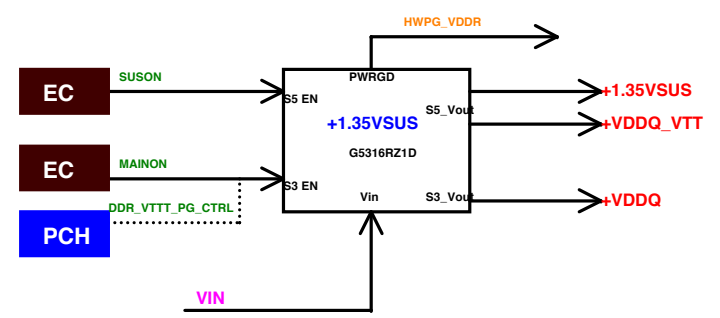 HWPG_VDDR
SUSON
EC
PWRGD
S5 EN
+1.35VSUS
S5_Vout
+1.35VSUS
+VDDQ_VTT
G5316RZ1D
EC
MAINON
S3 EN
Vin
S3_Vout
+VDDQ
DDR_VTTT_PG_CTRL
PCH
VIN